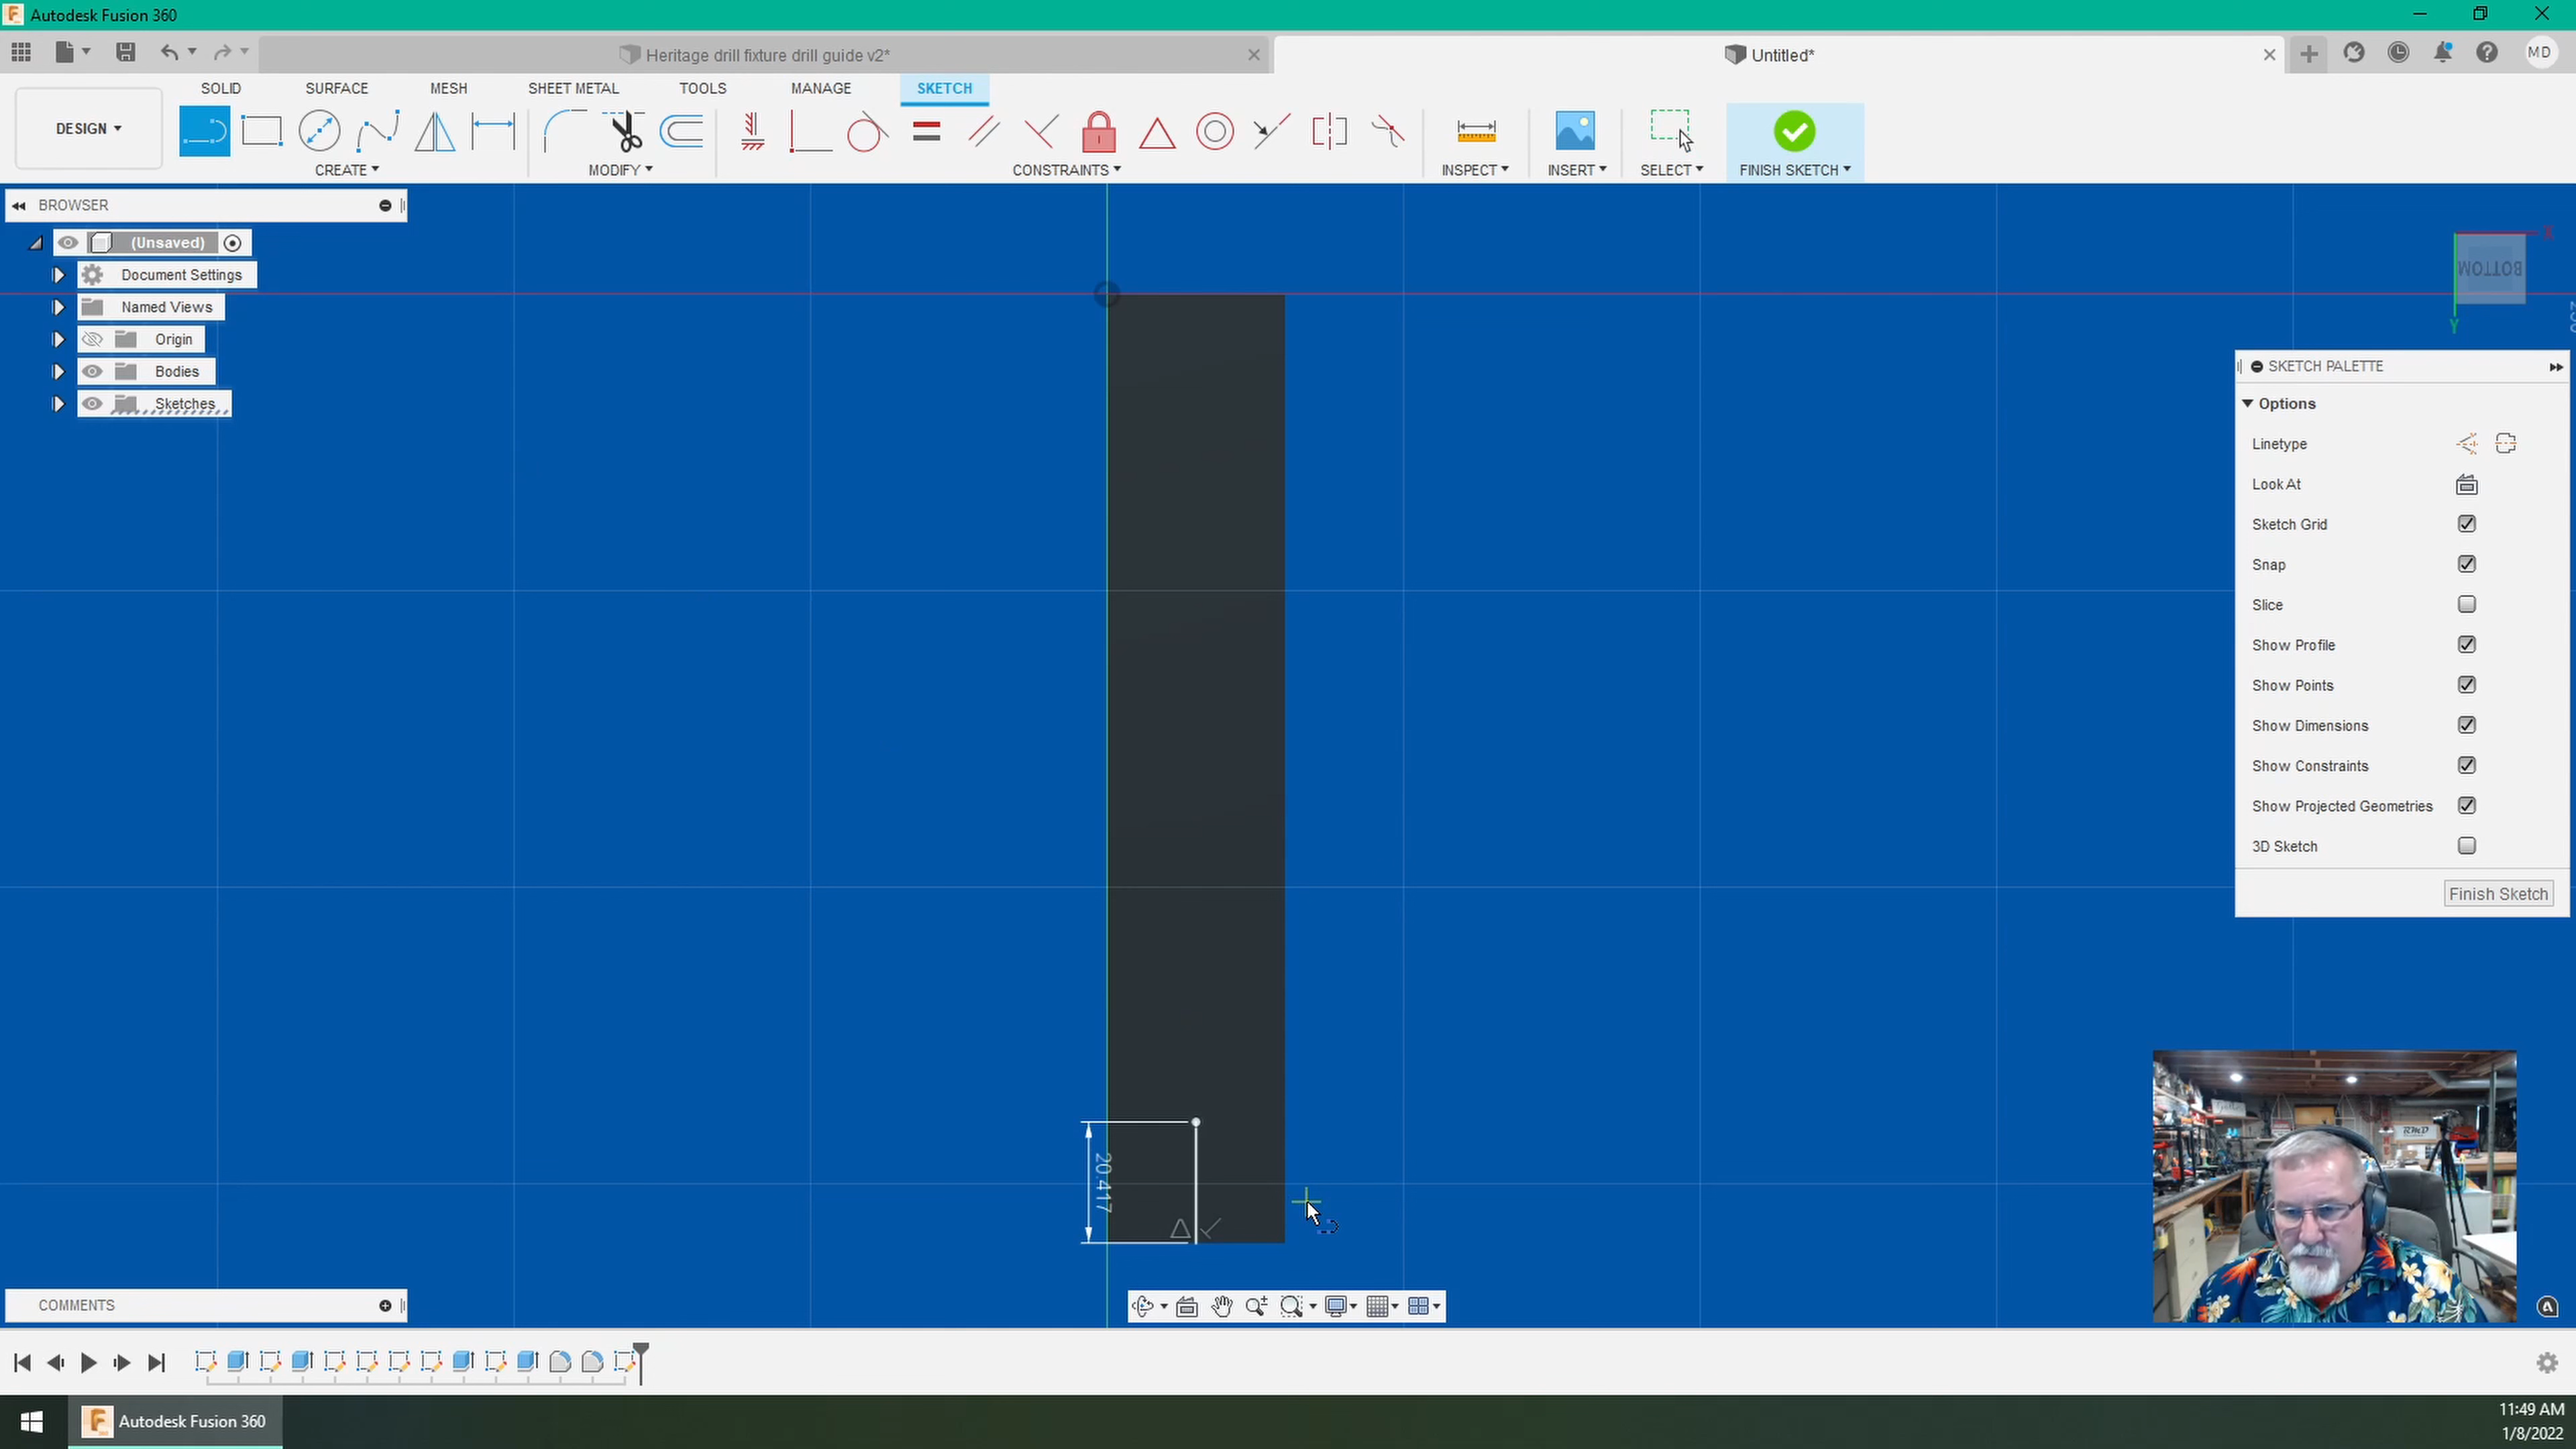 Autodesk Fusion 360
Heritage drill fixture drill guide v2*
Untitled*
MD
SOLID SURFACE MESH SHEET METAL TOOLS MANAGE SKETCH
DESIGN
CREATE MODIFY CONSTRAINTS INSPECT INSERT SELECT FINISH SKETCH
BROWSER
(Unsaved)
Document Settings
Named Views
Origin
Bodies
Sketches
X
BOTTOM
Y
SKETCH PALETTE
Options
Linetype
Look At
Sketch Grid
Snap
Slice
Show Profile
Show Points
Show Dimensions
Show Constraints
Show Projected Geometries
3D Sketch
Finish Sketch
20.417
RMD
COMMENTS
Autodesk Fusion 360
11:49 AM
1/8/2022